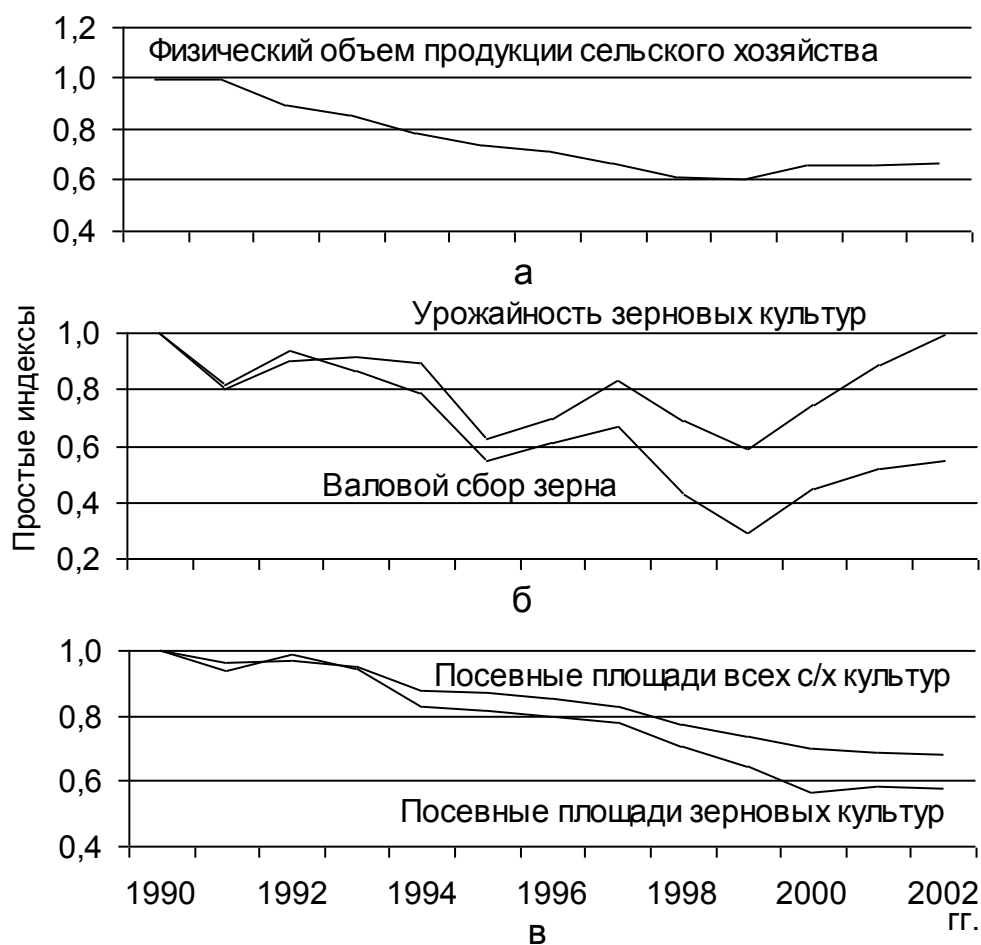 1,2
Физический объем продукции сельского хозяйства
1,0
0,8
0,6
0,4
а
Простые индексы
Урожайность зерновых культур
1,0
0,8
0,6
Валовой сбор зерна
0,4
0,2
б
1,0
Посевные площади всех с/х культур
0,8
0,6
Посевные площади зерновых культур
0,4
1990 1992 1994 1996 1998 2000 2002
гг.
в